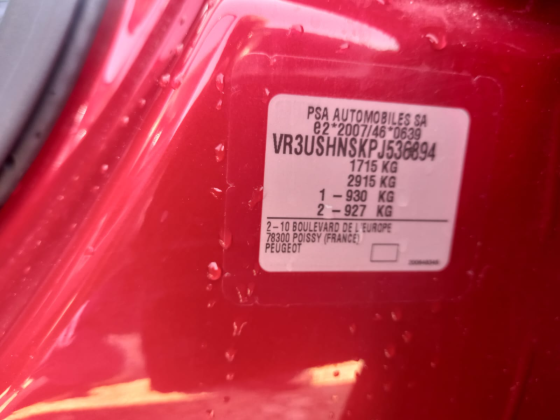 PSA AUTOMOBILES SA
e2*2007/46*0639
VR3USHNSKPJ536894
1715 KG
2915 KG
1 - 930 KG
2 - 927 KG
2-10 BOULEVARD DE L'EUROPE
78300 POISSY (FRANCE)
PEUGEOT